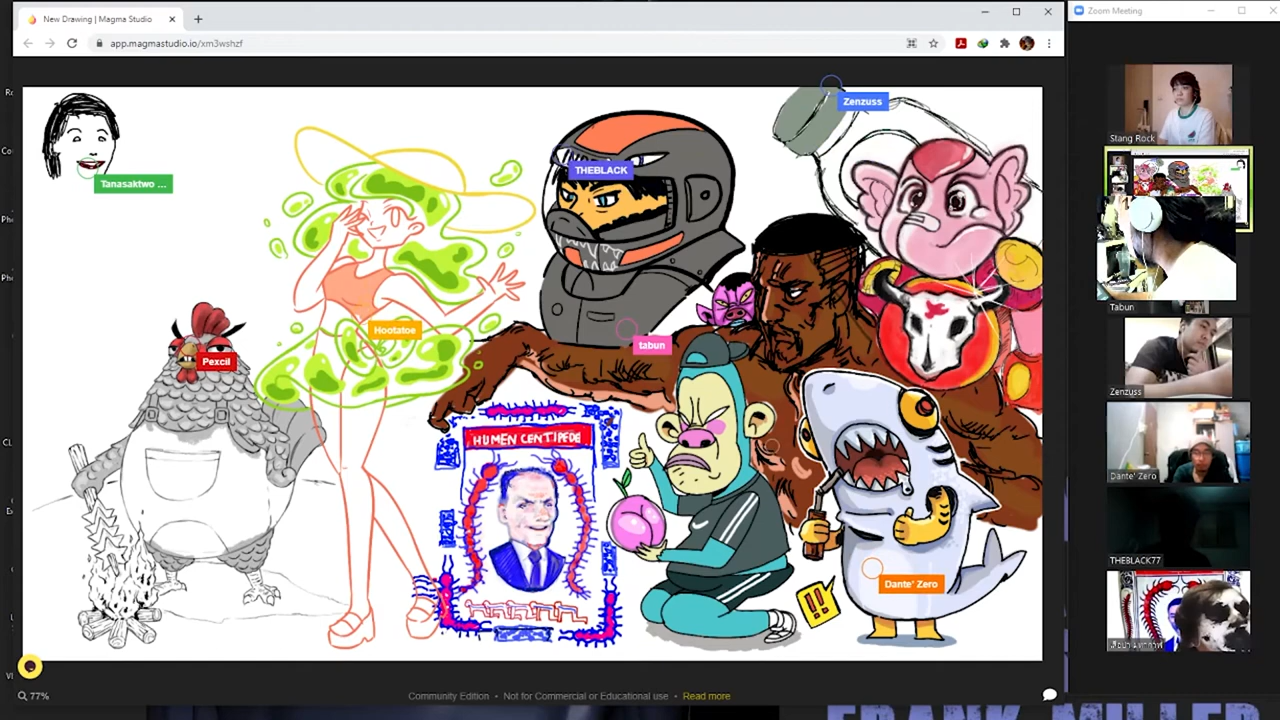 New Drawing | Magma Studio
Zoom Meeting
app.magmastudio.io/xm3wshzf
Zenzuss
Tanasaktwo ...
THEBLACK
Hootatoe
tabun
Pexcil
HUMEN CENTIPEDE
!!
Dante' Zero
Stang Rock
Tabun
Zenzuss
Dante' Zero
THEBLACK77
77%
Community Edition • Not for Commercial or Educational use • Read more
FRANK MILLER